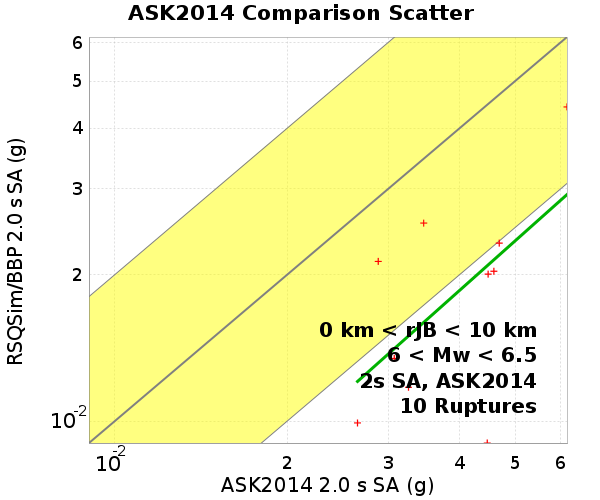 ASK2014 Comparison Scatter
RSQSim/BBP 2.0 s SA (g)
6
5
4
3
2
10-2
0 km < rJB < 10 km
6 < Mw < 6.5
2s SA, ASK2014
10 Ruptures
10-2
2
3
4
5
6
ASK2014 2.0 s SA (g)